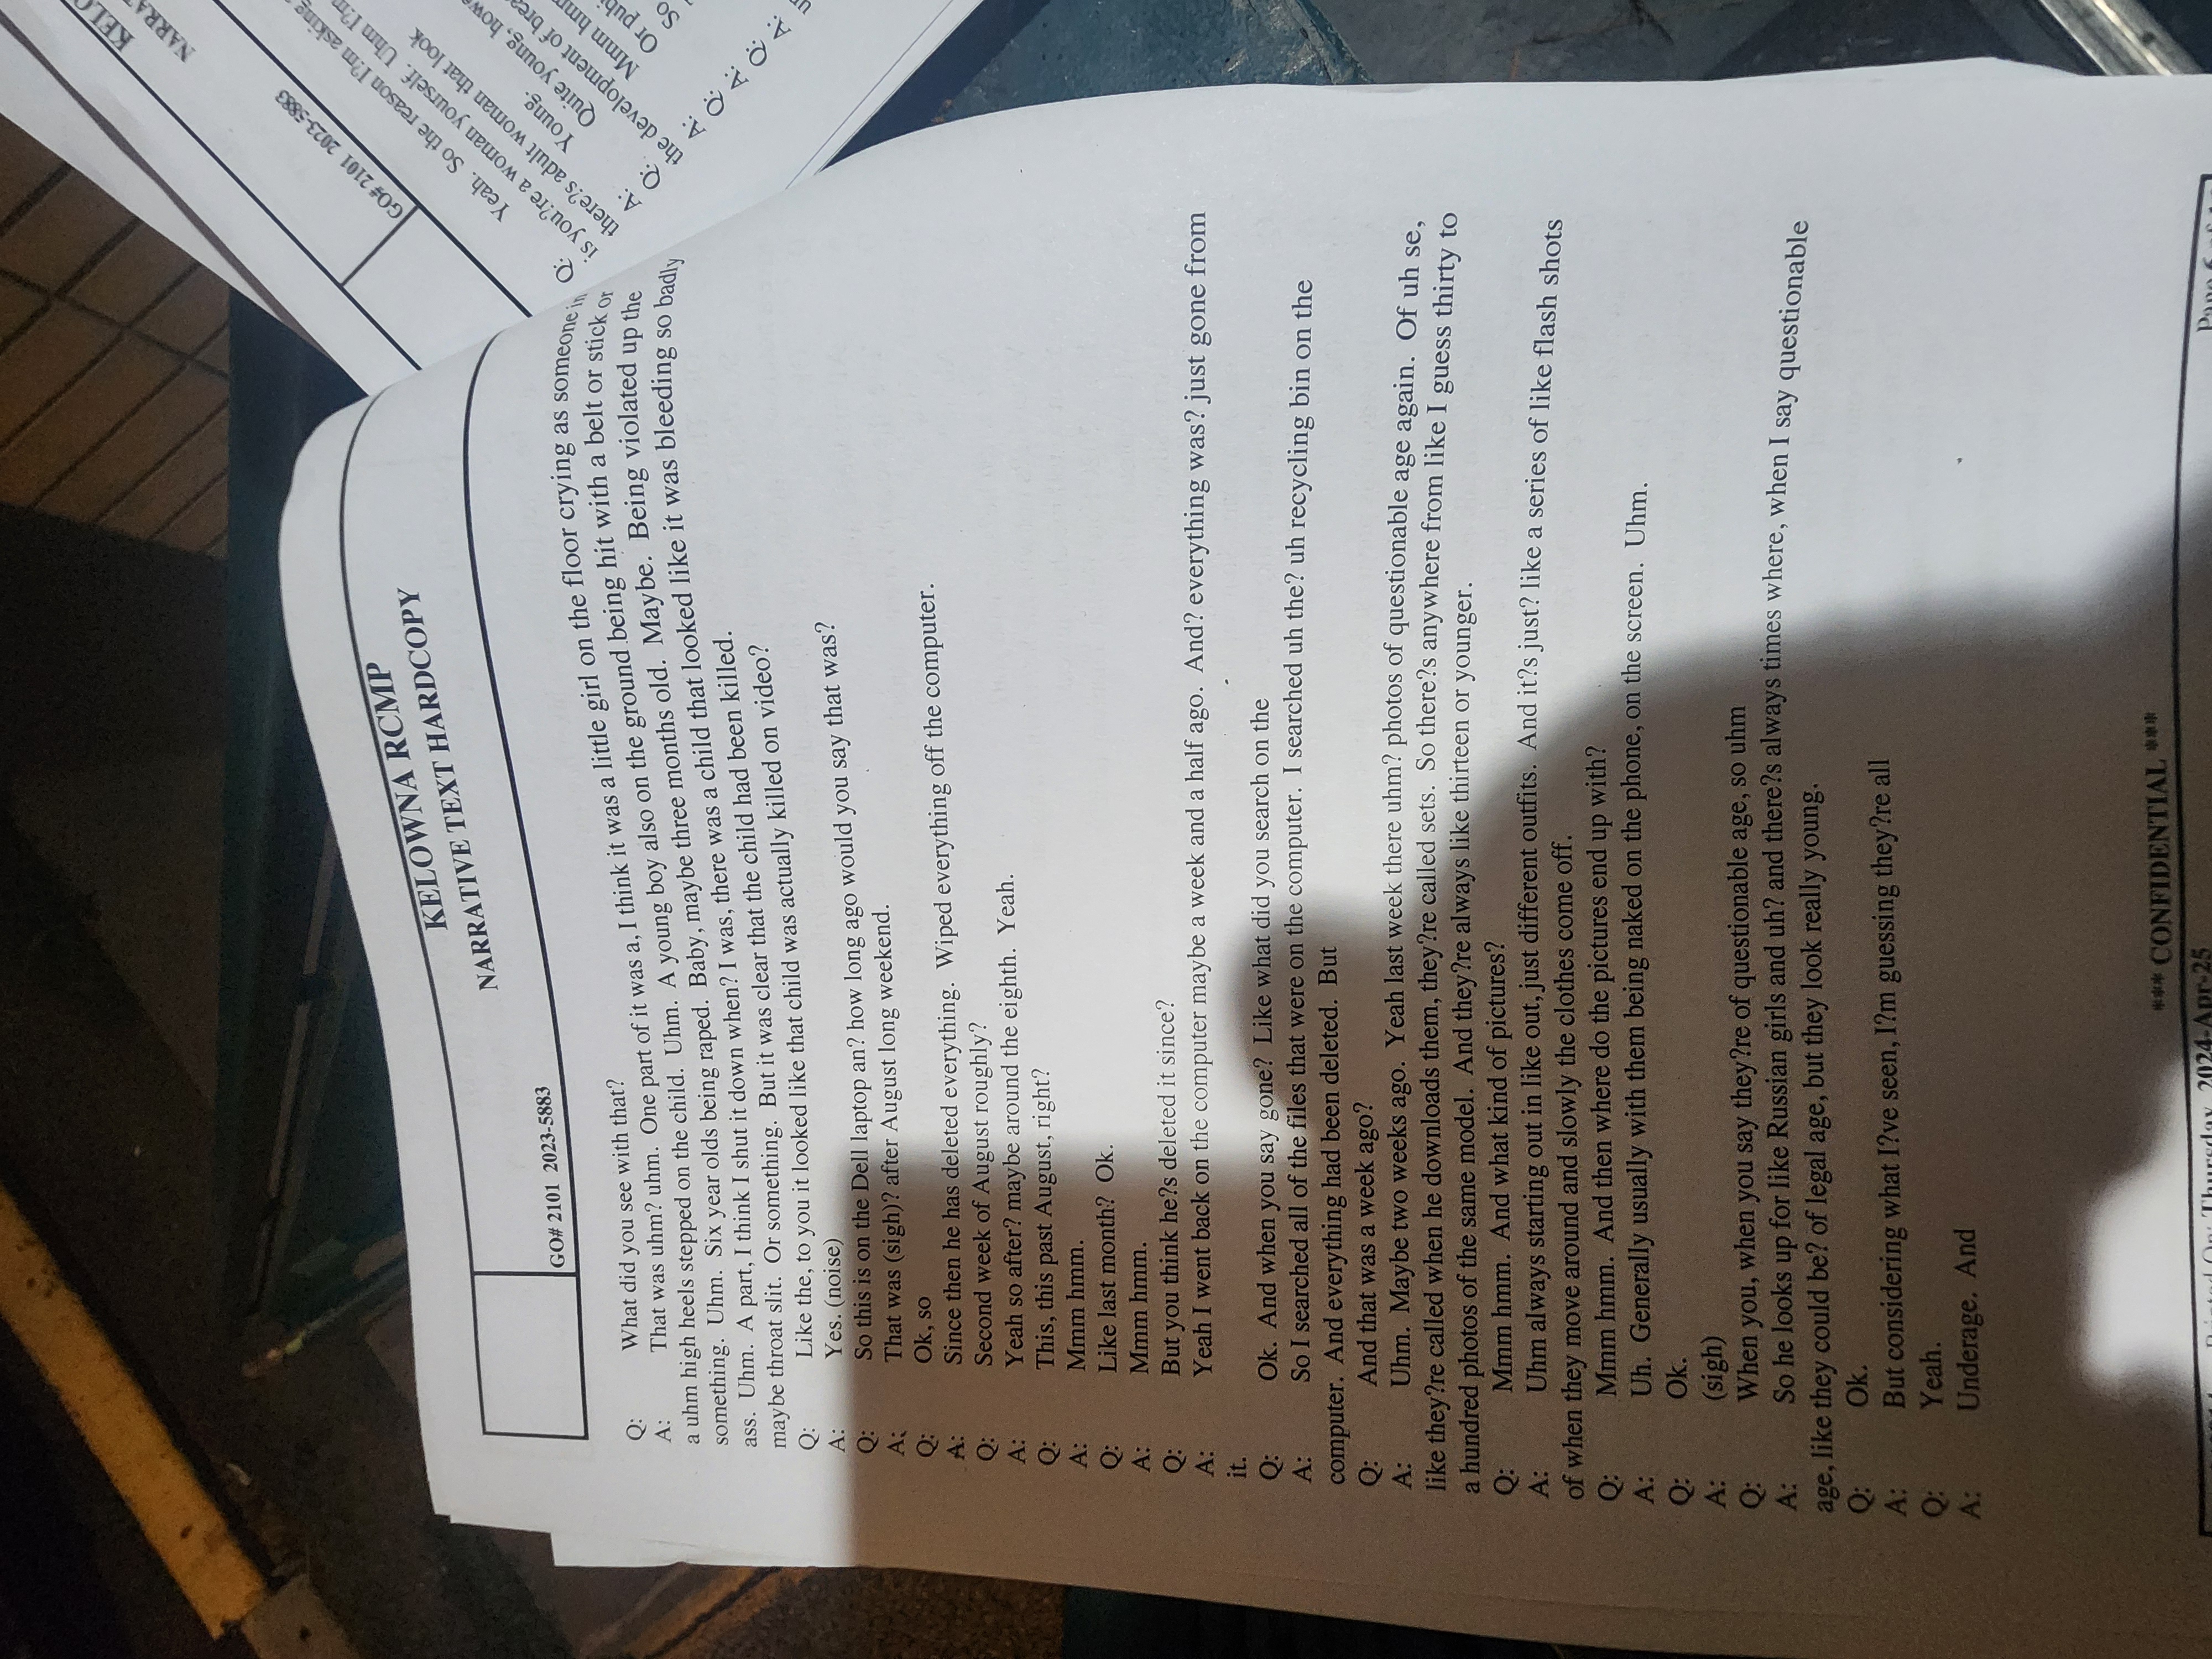 KELOWNA RCMP
NARRATIVE TEXT HARDCOPY
GO# 2101 2023-5883
Q: What did you see with that?
A: That was uhm? uhm. One part of it was a, I think it was a little girl on the floor crying as someone in
a uhm high heels stepped on the child. Uhm. A young boy also on the ground being hit with a belt or stick or
something. Uhm. Six year olds being raped. Baby, maybe three months old. Maybe. Being violated up the
ass. Uhm. A part, I think I shut it down when? I was, there was a child that looked like it was bleeding so badly
maybe throat slit. Or something. But it was clear that the child had been killed.
Q: Like the, to you it looked like that child was actually killed on video?
A: Yes. (noise)
Q: So this is on the Dell laptop an? how long ago would you say that was?
A: That was (sigh)? after August long weekend.
Q: Ok, so
A: Since then he has deleted everything. Wiped everything off the computer.
Q: Second week of August roughly?
A: Yeah so after? maybe around the eighth. Yeah.
Q: This, this past August, right?
A: Mmm hmm.
Q: Like last month? Ok.
A: Mmm hmm.
Q: But you think he?s deleted it since?
A: Yeah I went back on the computer maybe a week and a half ago. And? everything was? just gone from
it.
Q: Ok. And when you say gone? Like what did you search on the
A: So I searched all of the files that were on the computer. I searched uh the? uh recycling bin on the
computer. And everything had been deleted. But
Q: And that was a week ago?
A: Uhm. Maybe two weeks ago. Yeah last week there uhm? photos of questionable age again. Of uh se,
like they?re called when he downloads them, they?re called sets. So there?s anywhere from like I guess thirty to
a hundred photos of the same model. And they?re always like thirteen or younger.
Q: Mmm hmm. And what kind of pictures?
A: Uhm always starting out in like out, just different outfits. And it?s just? like a series of like flash shots
of when they move around and slowly the clothes come off.
Q: Mmm hmm. And then where do the pictures end up with?
A: Uh. Generally usually with them being naked on the phone, on the screen. Uhm.
Q: Ok.
A: (sigh)
Q: When you, when you say they?re of questionable age, so uhm
A: So he looks up for like Russian girls and uh? and there?s always times where, when I say questionable
age, like they could be? of legal age, but they look really young.
Q: Ok.
A: But considering what I?ve seen, I?m guessing they?re all
Q: Yeah.
A: Underage. And
*** CONFIDENTIAL ***
Printed On: Thursday, 2024-Apr-25
GO# 2101 2023-5883
Q: Yeah. So the reason I?m asking
is you?re a woman yourself. Uhm I?m
there?s adult woman that look
A: Young.
Q: Quite young, how
the development of
A: Mmm hmm
Q: Or
A: So
Q:
A: